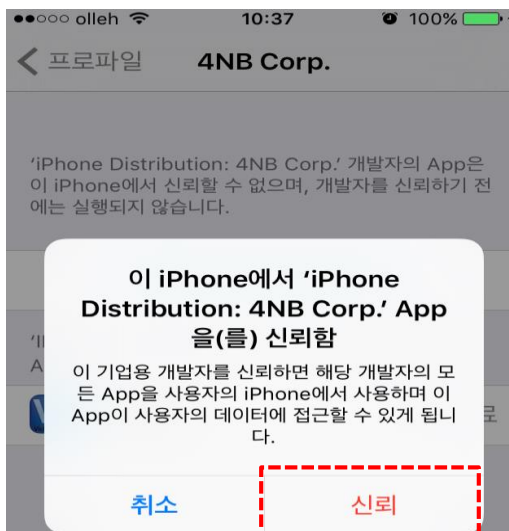 olleh 10:37 100%
프로파일 4NB Corp.
‘iPhone Distribution: 4NB Corp.’ 개발자의 App은
이 iPhone에서 신뢰할 수 없으며, 개발자를 신뢰하기 전
에는 실행되지 않습니다.
이 iPhone에서 ‘iPhone
Distribution: 4NB Corp.’ App
을(를) 신뢰함
이 기업용 개발자를 신뢰하면 해당 개발자의 모
든 App을 사용자의 iPhone에서 사용하며 이
App이 사용자의 데이터에 접근할 수 있게 됩니
다.
취소 신뢰